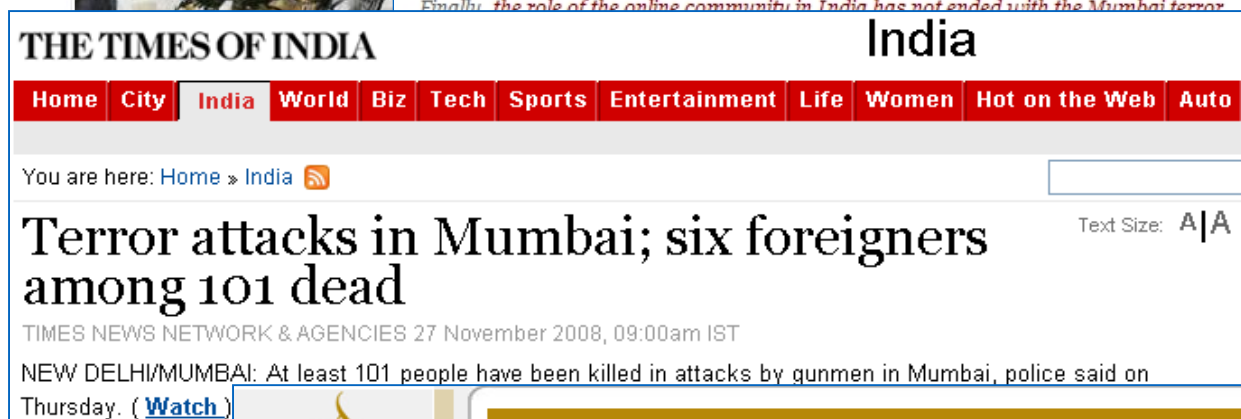 Finally, the role of the online community in India has not ended with the Mumbai terror
THE TIMES OF INDIA
India
Home City India World Biz Tech Sports Entertainment Life Women Hot on the Web Auto
You are here: Home » India
Terror attacks in Mumbai; six foreigners
among 101 dead
Text Size: A|A
TIMES NEWS NETWORK & AGENCIES 27 November 2008, 09:00am IST
NEW DELHI/MUMBAI: At least 101 people have been killed in attacks by gunmen in Mumbai, police said on
Thursday. ( Watch )